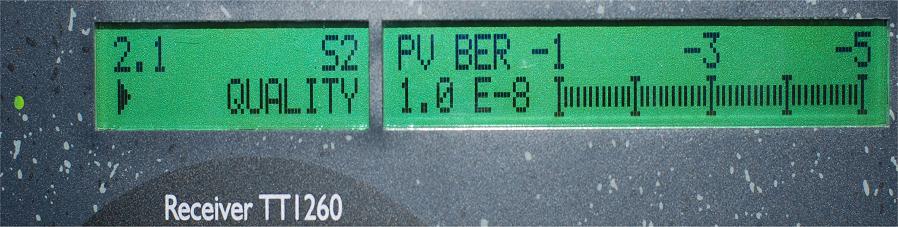 2.1 S2
QUALITY
PV BER -1 -3 -5
1.0 E-8
Receiver TT1260